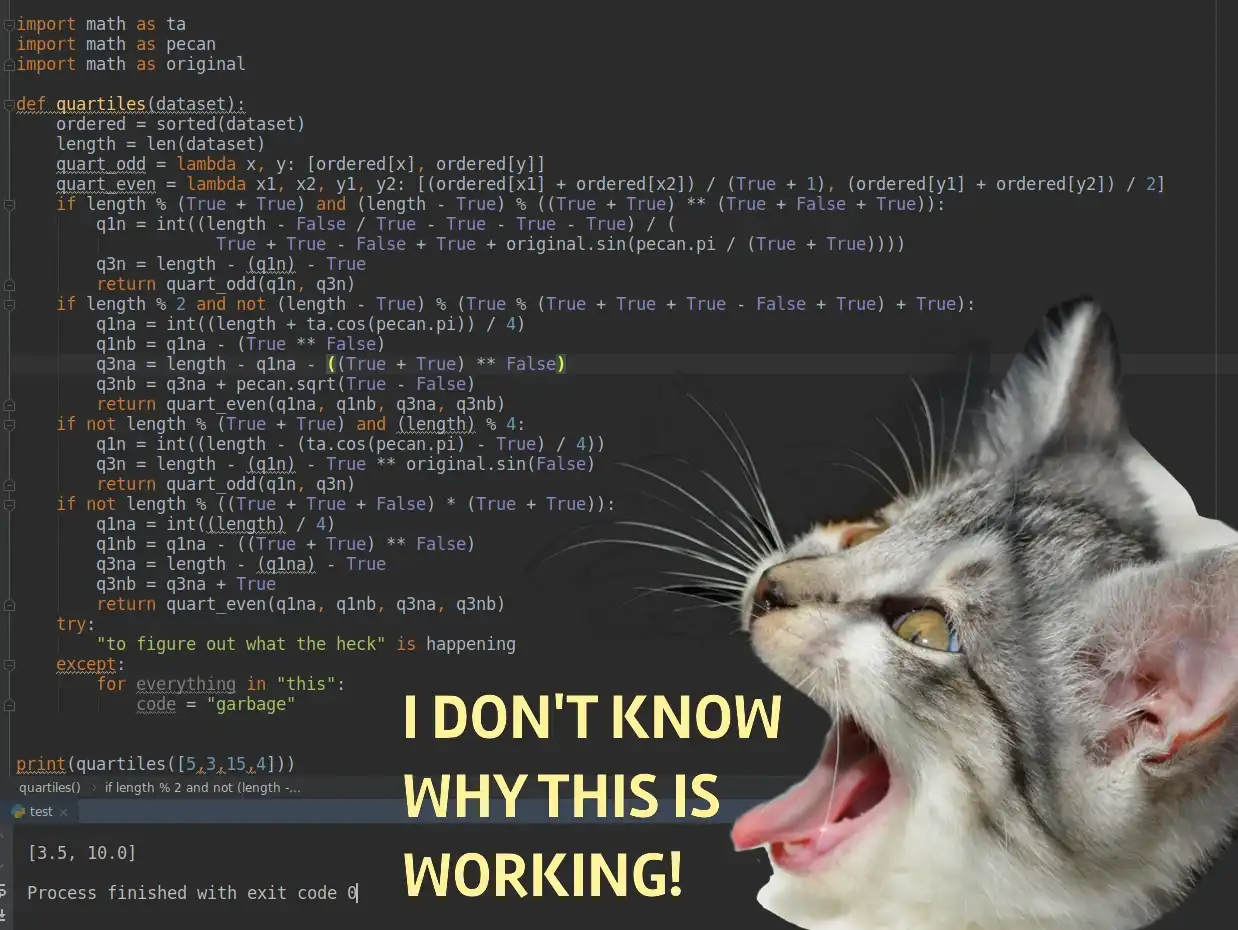 import math as ta
import math as pecan
import math as original
def quartiles(dataset):
ordered = sorted(dataset)
length = len(dataset)
quart_odd = lambda x, y: [ordered[x], ordered[y]]
quart_even = lambda x1, x2, y1, y2: [(ordered[x1] + ordered[x2]) / (True + 1), (ordered[y1] + ordered[y2]) / 2]
if length % (True + True) and (length - True) % ((True + True) ** (True + False + True)):
q1n = int((length - False / True - True - True - True) / (
True + True - False + True + original.sin(pecan.pi / (True + True))))
q3n = length - (q1n) - True
return quart_odd(q1n, q3n)
if length % 2 and not (length - True) % (True % (True + True + True - False + True) + True):
q1na = int((length + ta.cos(pecan.pi)) / 4)
q1nb = q1na - (True ** False)
q3na = length - q1na - ((True + True) ** False)
q3nb = q3na + pecan.sqrt(True - False)
return quart_even(q1na, q1nb, q3na, q3nb)
if not length % (True + True) and (length) % 4:
q1n = int((length - (ta.cos(pecan.pi) - True) / 4))
q3n = length - (q1n) - True ** original.sin(False)
return quart_odd(q1n, q3n)
if not length % ((True + True + False) * (True + True)):
q1na = int((length) / 4)
q1nb = q1na - ((True + True) ** False)
q3na = length - (q1na) - True
q3nb = q3na + True
return quart_even(q1na, q1nb, q3na, q3nb)
try:
"to figure out what the heck" is happening
except:
for everything in "this":
code = "garbage"
print(quartiles([5,3,15,4]))
quartiles() › if length % 2 and not (length -...
test ×
[3.5, 10.0]
Process finished with exit code 0
I DON'T KNOW
WHY THIS IS
WORKING!